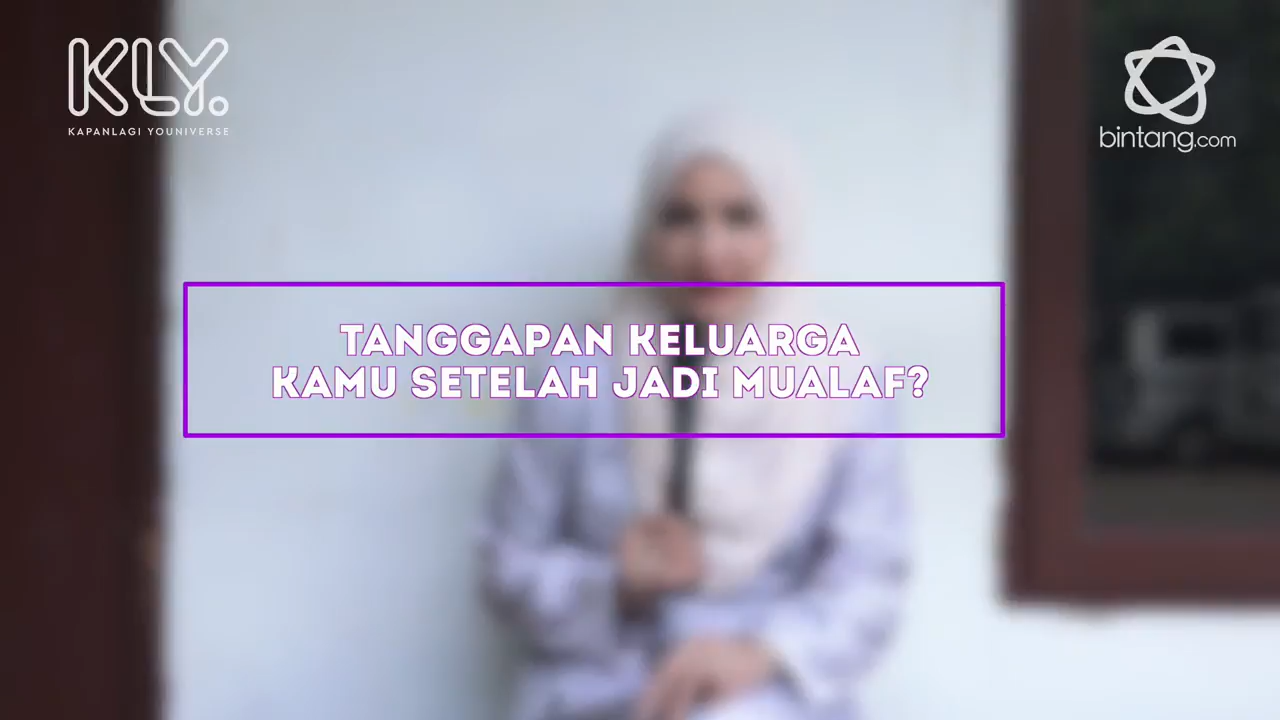 KLY.
KAPANLAGI YOUNIVERSE
bintang.com
TANGGAPAN KELUARGA
KAMU SETELAH JADI MUALAF?